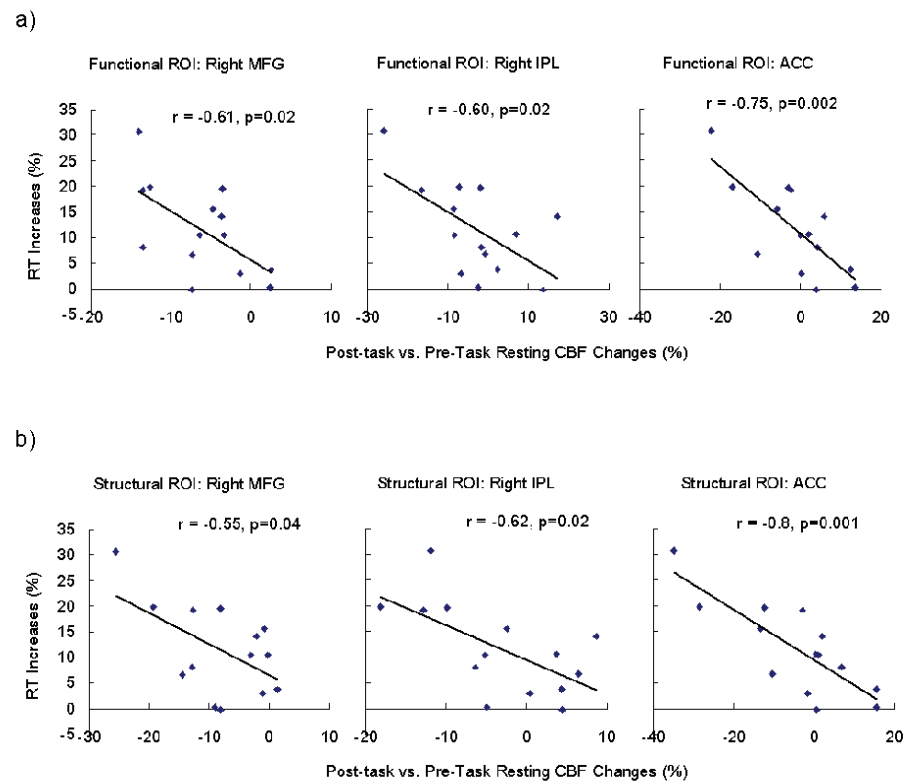 a)
Functional ROI: Right MFG
Functional ROI: Right IPL
Functional ROI: ACC
r = -0.61, p=0.02
r = -0.60, p=0.02
r = -0.75, p=0.002
RT Increases (%)
35
30
25
20
15
10
5
0
-5
-20 -10 0 10
-30 -10 10 30
-40 -20 0 20
Post-task vs. Pre-Task Resting CBF Changes (%)
b)
Structural ROI: Right MFG
Structural ROI: Right IPL
Structural ROI: ACC
r = -0.55, p=0.04
r = -0.62, p=0.02
r = -0.8, p=0.001
RT Increases (%)
35
30
25
20
15
10
5
0
-5
-30 -20 -10 0 10
-20 -10 0 10
-40 -20 0 20
Post-task vs. Pre-Task Resting CBF Changes (%)